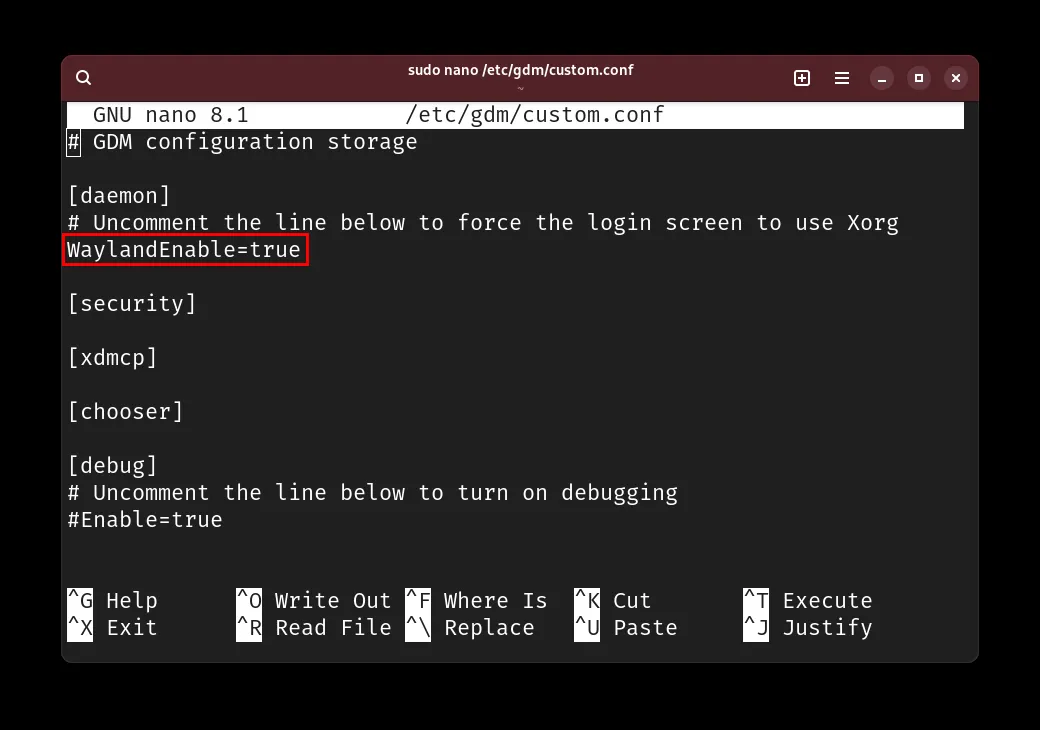 sudo nano /etc/gdm/custom.conf
~
GNU nano 8.1 /etc/gdm/custom.conf
# GDM configuration storage
[daemon]
# Uncomment the line below to force the login screen to use Xorg
WaylandEnable=true
[security]
[xdmcp]
[chooser]
[debug]
# Uncomment the line below to turn on debugging
#Enable=true
^G Help ^O Write Out ^F Where Is ^K Cut ^T Execute
^X Exit ^R Read File ^\ Replace ^U Paste ^J Justify